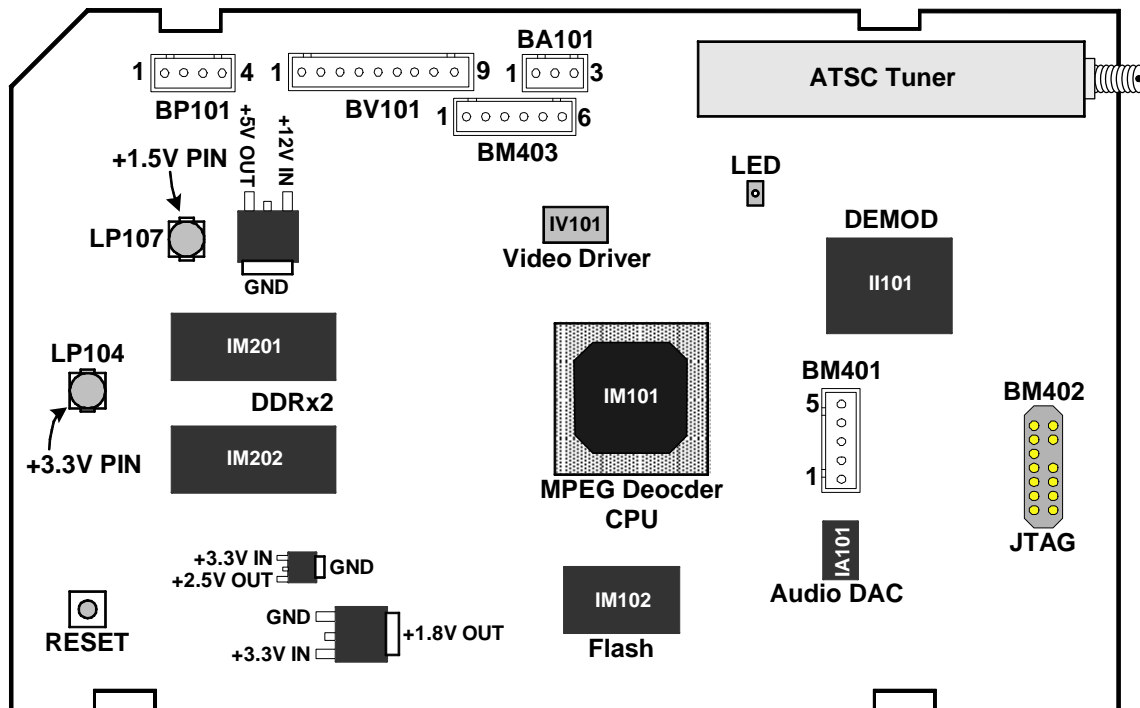 BA101
1 4
1 9
1 3
ATSC Tuner
BP101
BV101
1 6
BM403
+5V OUT
+12V IN
+1.5V PIN
LED
LP107
IV101
DEMOD
Video Driver
GND
II101
IM201
LP104
BM401
IM101
5
BM402
DDRx2
IM202
+3.3V PIN
1
MPEG Deocder
CPU
JTAG
+3.3V IN
GND
+2.5V OUT
IA101
Audio DAC
IM102
GND
+1.8V OUT
RESET
+3.3V IN
Flash